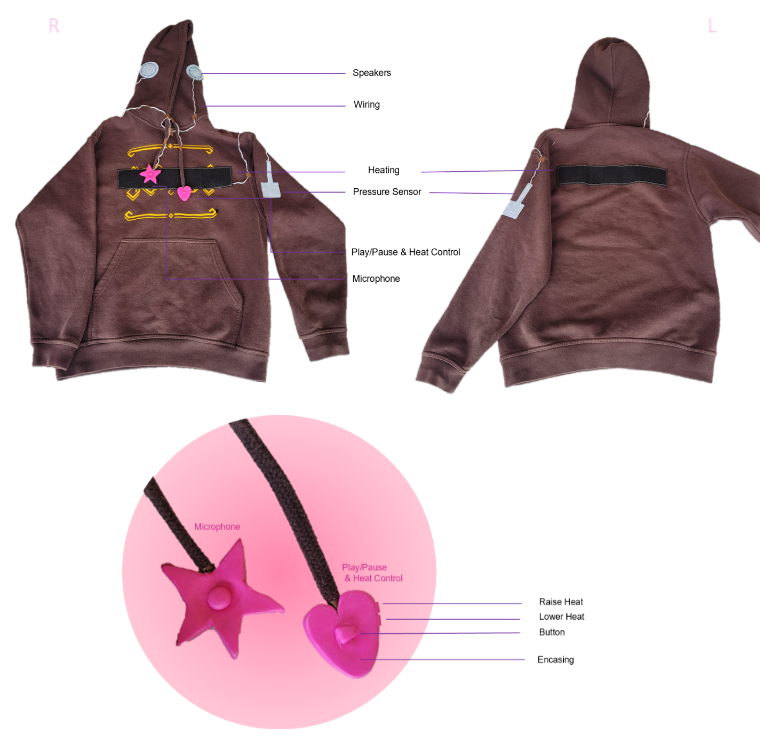 R
L
Speakers
Wiring
Heating
Pressure Sensor
Play/Pause & Heat Control
Microphone
Microphone
Play/Pause
& Heat Control
Raise Heat
Lower Heat
Button
Encasing